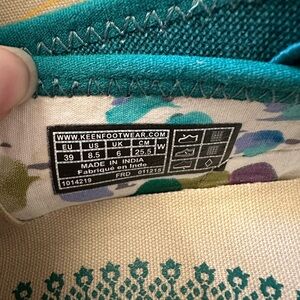 WWW.KEENFOOTWEAR.COM
EU US UK CM
39 8.5 6 25.5 W
MADE IN INDIA
Fabriqué en Inde
1014219 FRD 011215